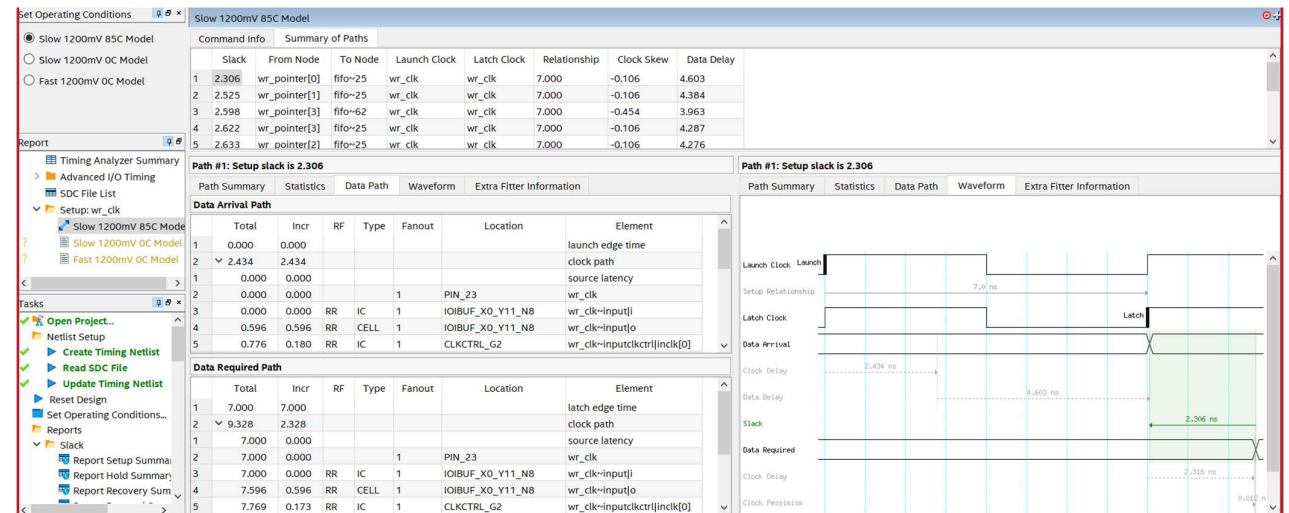 Set Operating Conditions
Slow 1200mV 85C Model
Slow 1200mV 0C Model
Fast 1200mV 0C Model
Report
Timing Analyzer Summary
Advanced I/O Timing
SDC File List
Setup: wr_clk
Slow 1200mV 85C Mode
? Slow 1200mV 0C Model
? Fast 1200mV 0C Model
Tasks
Open Project...
Netlist Setup
Create Timing Netlist
Read SDC File
Update Timing Netlist
Reset Design
Set Operating Conditions...
Reports
Slack
Report Setup Summa
Report Hold Summary
Report Recovery Sum
Slow 1200mV 85C Model
Command Info Summary of Paths
Slack From Node To Node Launch Clock Latch Clock Relationship Clock Skew Data Delay
1 2.306 wr_pointer[0] fifo~25 wr_clk wr_clk 7.000 -0.106 4.603
2 2.525 wr_pointer[1] fifo~25 wr_clk wr_clk 7.000 -0.106 4.384
3 2.598 wr_pointer[3] fifo~62 wr_clk wr_clk 7.000 -0.454 3.963
4 2.622 wr_pointer[3] fifo~25 wr_clk wr_clk 7.000 -0.106 4.287
5 2.633 wr_pointer[2] fifo~25 wr_clk wr_clk 7.000 -0.106 4.276
Path #1: Setup slack is 2.306
Path Summary Statistics Data Path Waveform Extra Fitter Information
Data Arrival Path
Total Incr RF Type Fanout Location Element
1 0.000 0.000 launch edge time
2 2.434 2.434 clock path
1 0.000 0.000 source latency
2 0.000 0.000 1 PIN_23 wr_clk
3 0.000 0.000 RR IC 1 IOIBUF_X0_Y11_N8 wr_clk~input|i
4 0.596 0.596 RR CELL 1 IOIBUF_X0_Y11_N8 wr_clk~input|o
5 0.776 0.180 RR IC 1 CLKCTRL_G2 wr_clk~inputclkctrl|inclk[0]
Data Required Path
Total Incr RF Type Fanout Location Element
1 7.000 7.000 latch edge time
2 9.328 2.328 clock path
1 7.000 0.000 source latency
2 7.000 0.000 1 PIN_23 wr_clk
3 7.000 0.000 RR IC 1 IOIBUF_X0_Y11_N8 wr_clk~input|i
4 7.596 0.596 RR CELL 1 IOIBUF_X0_Y11_N8 wr_clk~input|o
5 7.769 0.173 RR IC 1 CLKCTRL_G2 wr_clk~inputclkctrl|inclk[0]
Path #1: Setup slack is 2.306
Path Summary Statistics Data Path Waveform Extra Fitter Information
Launch Clock Launch
Setup Relationship 7.0 ns
Latch Clock Latch
Data Arrival
Clock Delay 2.434 ns
Data Delay 4.603 ns
Slack 2.306 ns
Data Required
Clock Delay 2.316 ns
Clock Pessimism 0.012 n